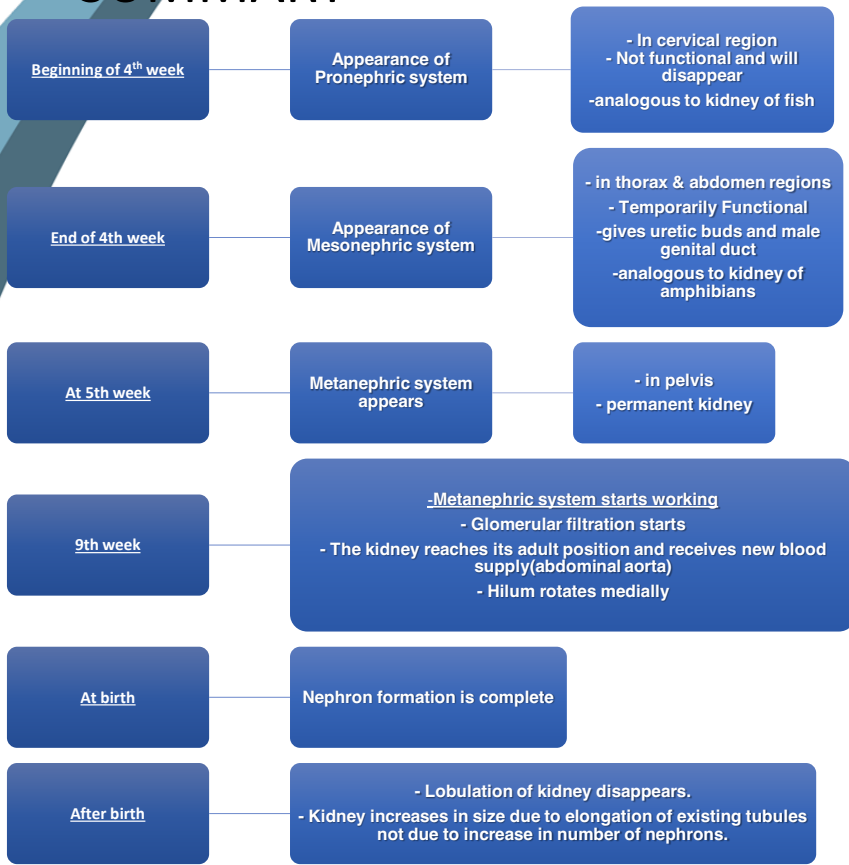 SUMMARY
Beginning of 4th week
Appearance of
Pronephric system
- In cervical region
- Not functional and will
disappear
-analogous to kidney of fish
End of 4th week
Appearance of
Mesonephric system
- in thorax & abdomen regions
- Temporarily Functional
-gives uretic buds and male
genital duct
-analogous to kidney of
amphibians
At 5th week
Metanephric system
appears
- in pelvis
- permanent kidney
9th week
-Metanephric system starts working
- Glomerular filtration starts
- The kidney reaches its adult position and receives new blood
supply(abdominal aorta)
- Hilum rotates medially
At birth
Nephron formation is complete
After birth
- Lobulation of kidney disappears.
- Kidney increases in size due to elongation of existing tubules
not due to increase in number of nephrons.